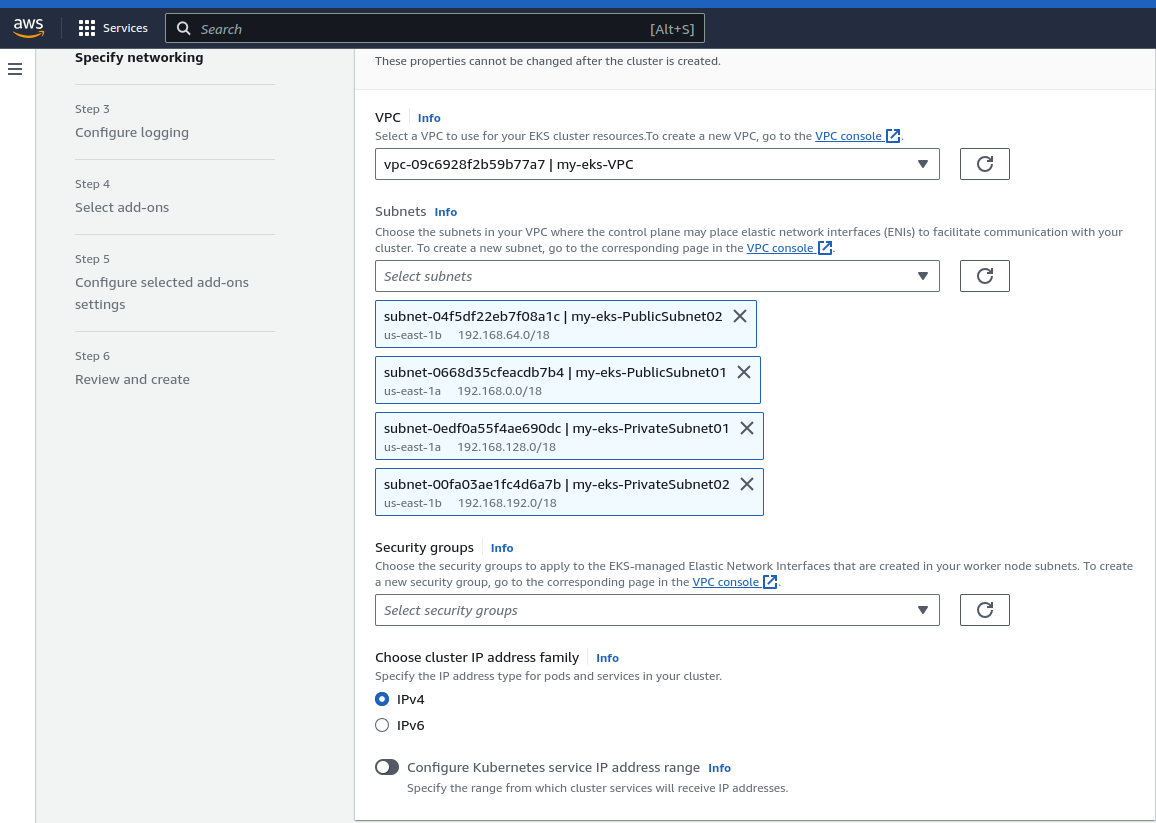 aws
Services
Search
[Alt+S]
Specify networking
Step 3
Configure logging
Step 4
Select add-ons
Step 5
Configure selected add-ons
settings
Step 6
Review and create
These properties cannot be changed after the cluster is created.
VPC Info
Select a VPC to use for your EKS cluster resources.To create a new VPC, go to the VPC console.
vpc-09c6928f2b59b77a7 | my-eks-VPC
Subnets Info
Choose the subnets in your VPC where the control plane may place elastic network interfaces (ENIs) to facilitate communication with your
cluster. To create a new subnet, go to the corresponding page in the VPC console.
Select subnets
subnet-04f5df22eb7f08a1c | my-eks-PublicSubnet02
us-east-1b 192.168.64.0/18
subnet-0668d35cfeacdb7b4 | my-eks-PublicSubnet01
us-east-1a 192.168.0.0/18
subnet-0edf0a55f4ae690dc | my-eks-PrivateSubnet01
us-east-1a 192.168.128.0/18
subnet-00fa03ae1fc4d6a7b | my-eks-PrivateSubnet02
us-east-1b 192.168.192.0/18
Security groups Info
Choose the security groups to apply to the EKS-managed Elastic Network Interfaces that are created in your worker node subnets. To create
a new security group, go to the corresponding page in the VPC console.
Select security groups
Choose cluster IP address family Info
Specify the IP address type for pods and services in your cluster.
IPv4
IPv6
Configure Kubernetes service IP address range Info
Specify the range from which cluster services will receive IP addresses.